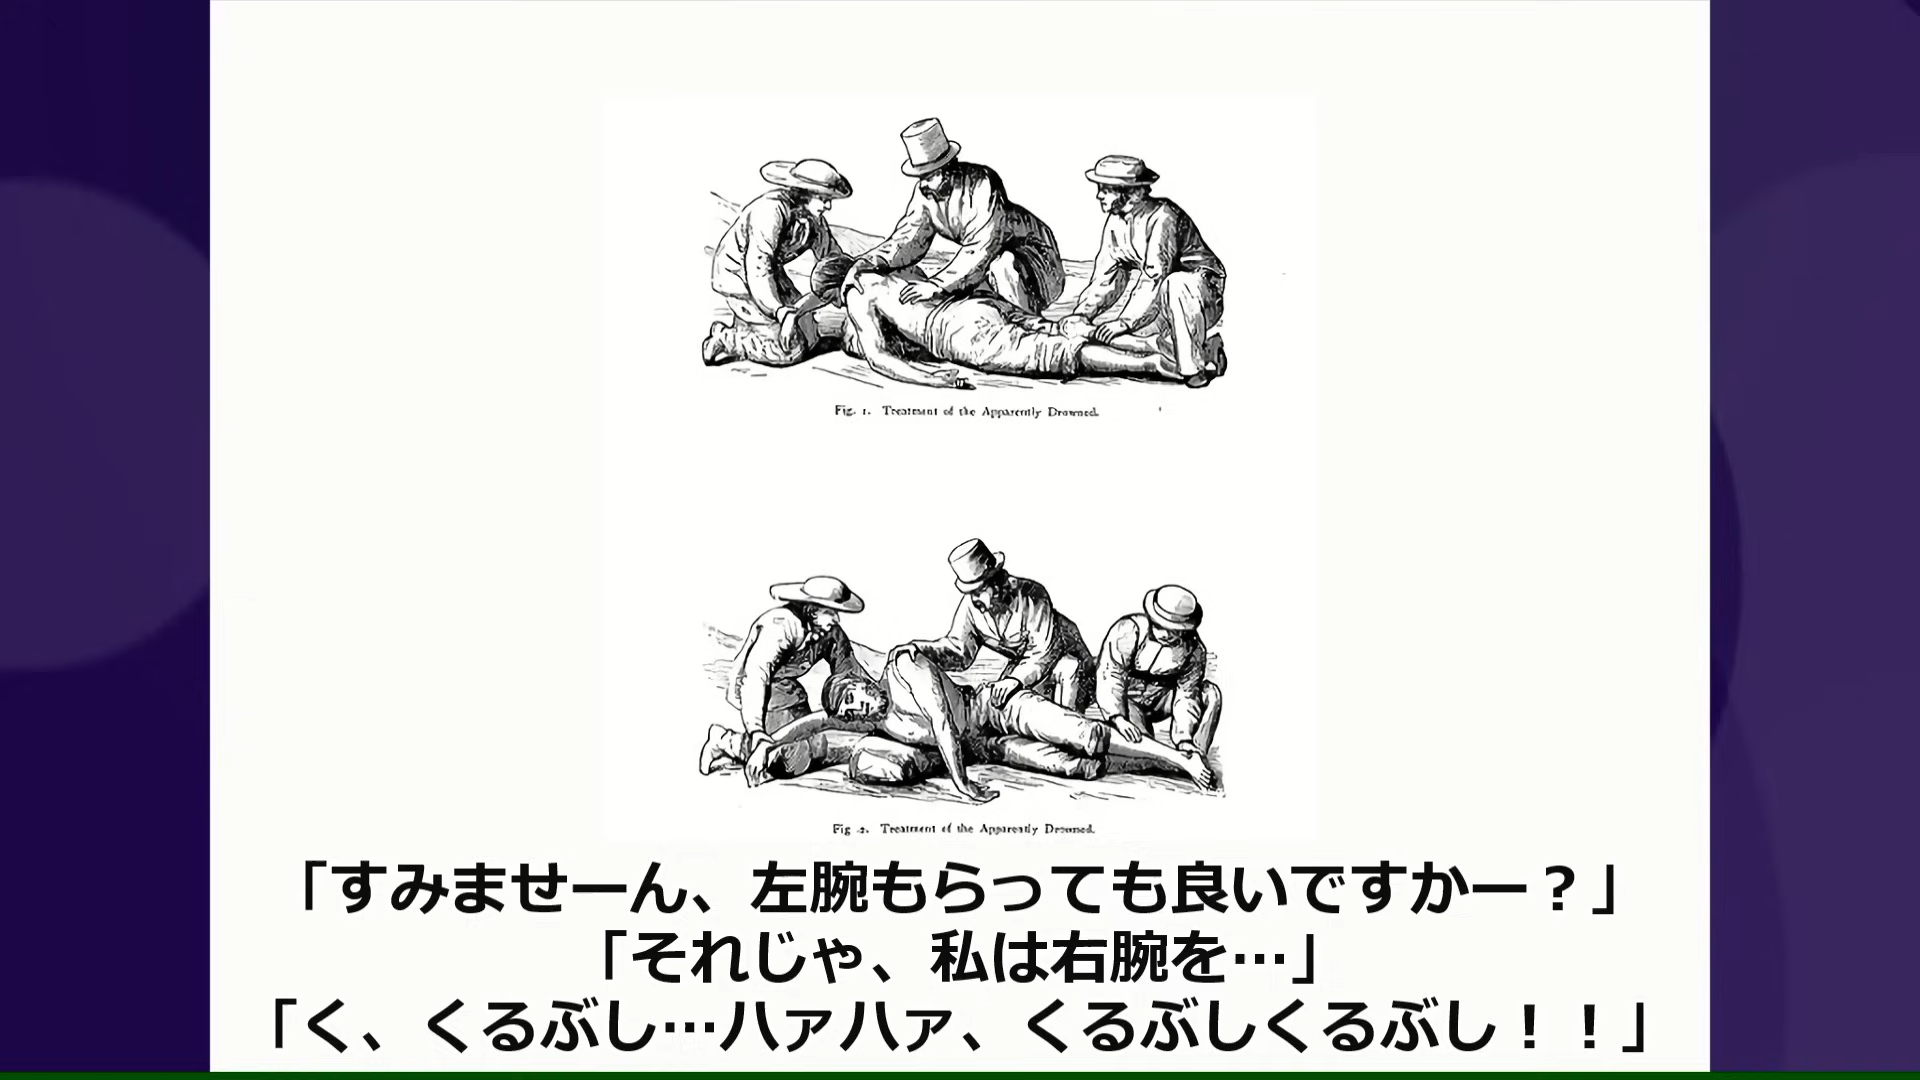 Fig. 1. Treatment of the Apparently Drowned.
Fig. 2. Treatment of the Apparently Drowned.
「すみませーん、左腕もらっても良いですかー？」
「それじゃ、私は右腕を…」
「く、くるぶし…ハァハァ、くるぶしくるぶし！！」